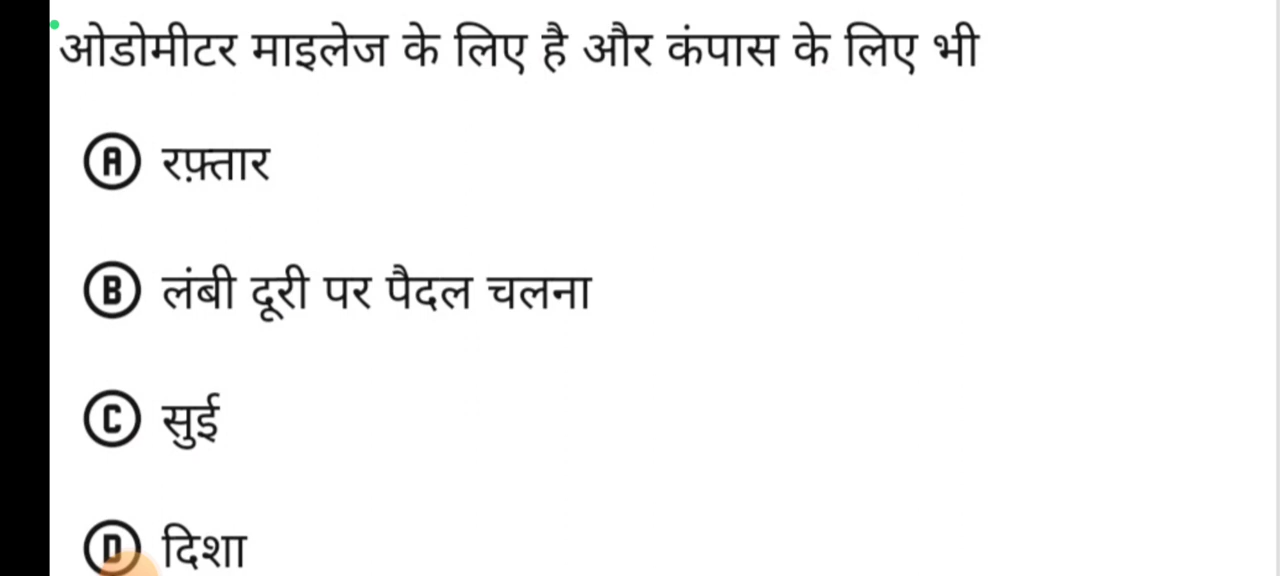 ओडोमीटर माइलेज के लिए है और कंपास के लिए भी
A रफ़्तार
B लंबी दूरी पर पैदल चलना
C सुई
D दिशा